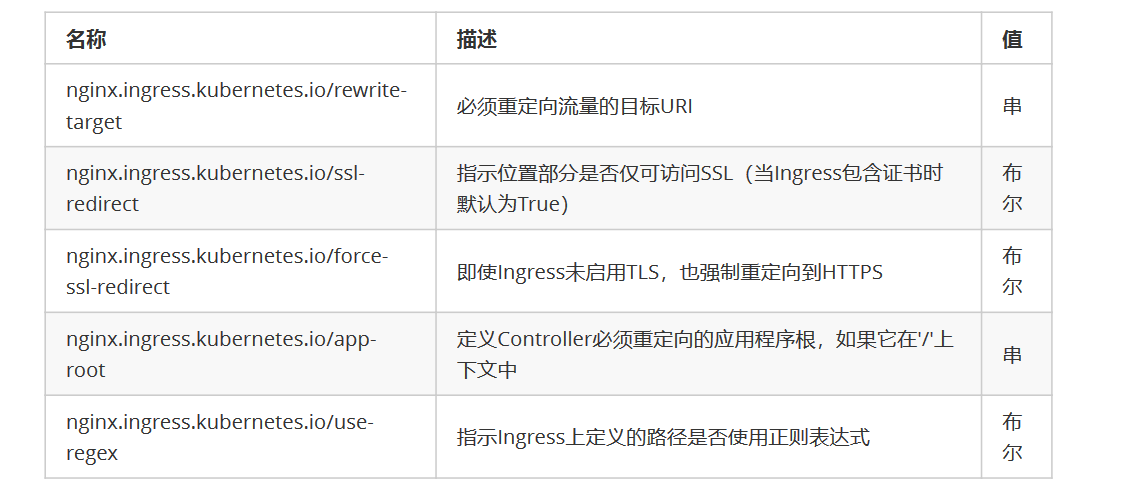 名称 描述 值
nginx.ingress.kubernetes.io/rewrite-
target
必须重定向流量的目标URI
串
nginx.ingress.kubernetes.io/ssl-
redirect
指示位置部分是否仅可访问SSL（当Ingress包含证书时
默认为True）
布
尔
nginx.ingress.kubernetes.io/force-
ssl-redirect
即使Ingress未启用TLS，也强制重定向到HTTPS
布
尔
nginx.ingress.kubernetes.io/app-
root
定义Controller必须重定向的应用程序根，如果它在'/'上
下文中
串
nginx.ingress.kubernetes.io/use-
regex
指示Ingress上定义的路径是否使用正则表达式
布
尔